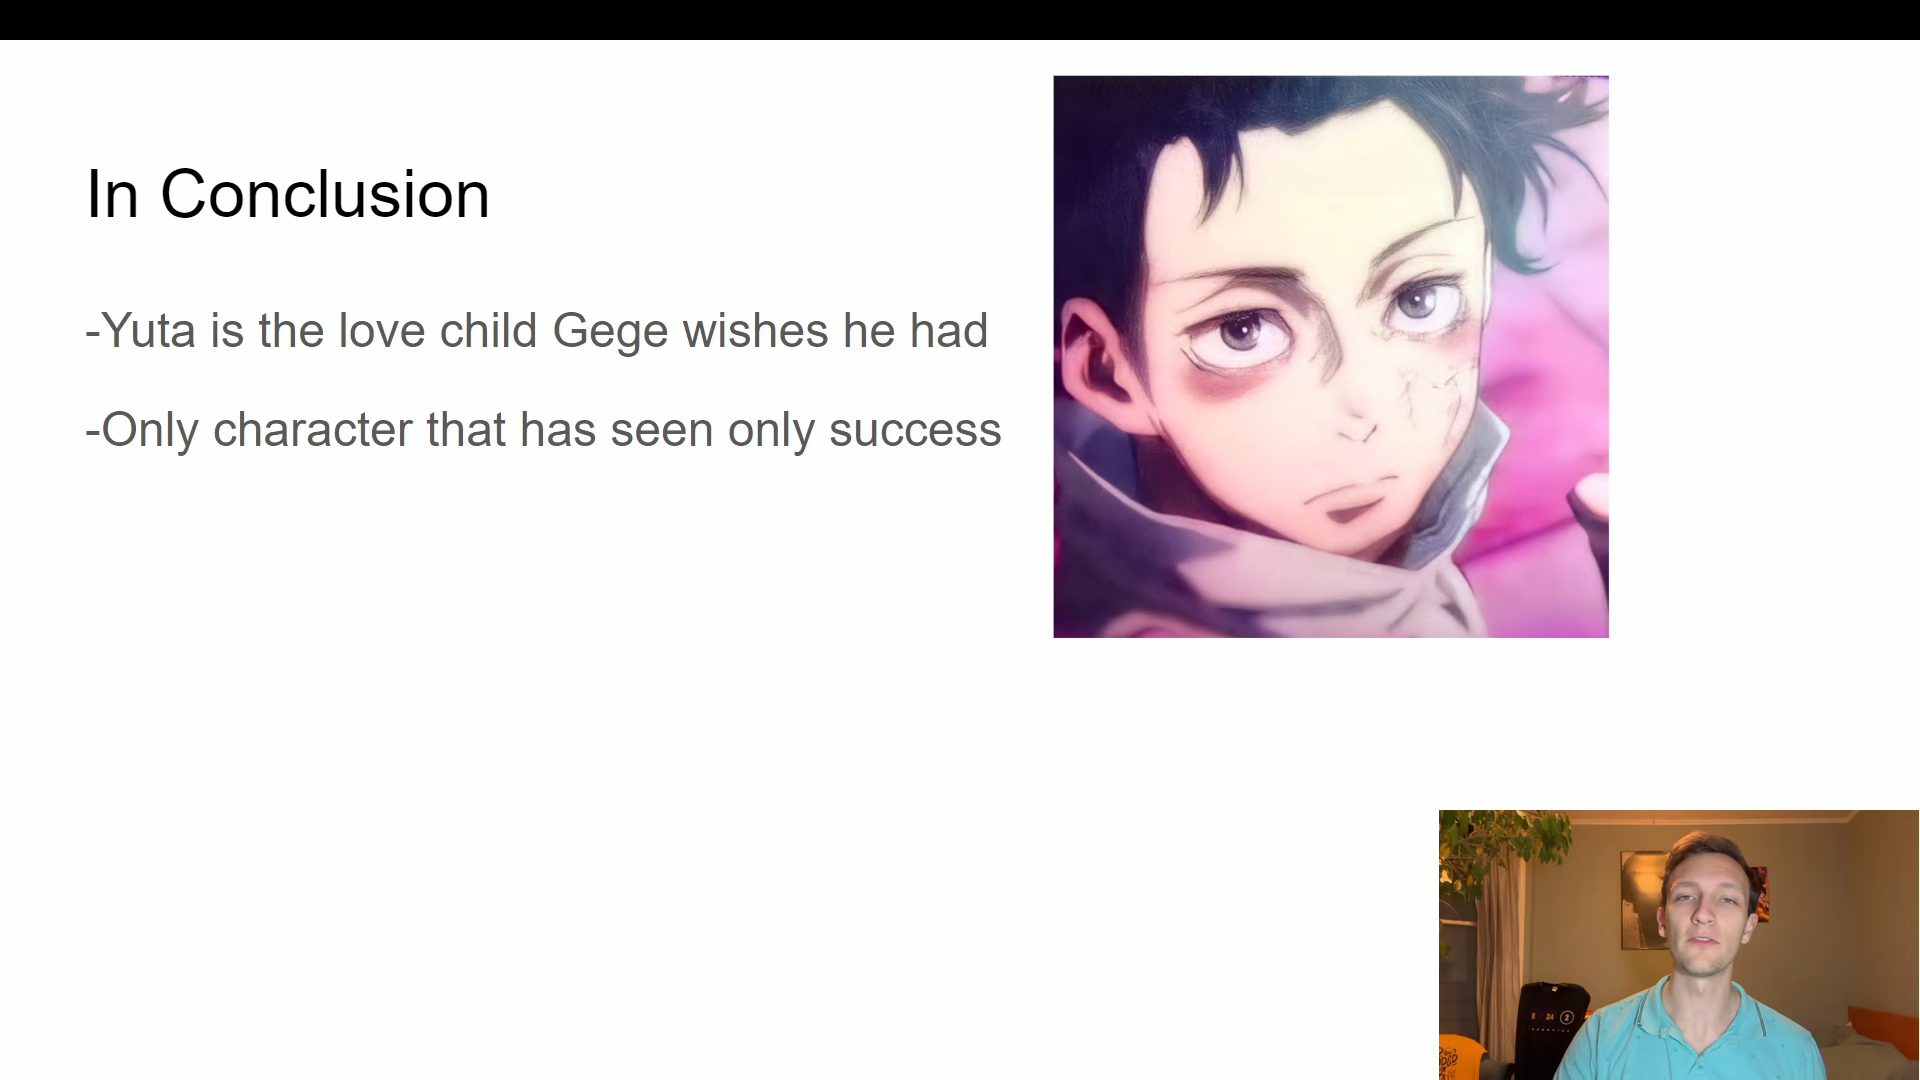 In Conclusion
-Yuta is the love child Gege wishes he had
-Only character that has seen only success